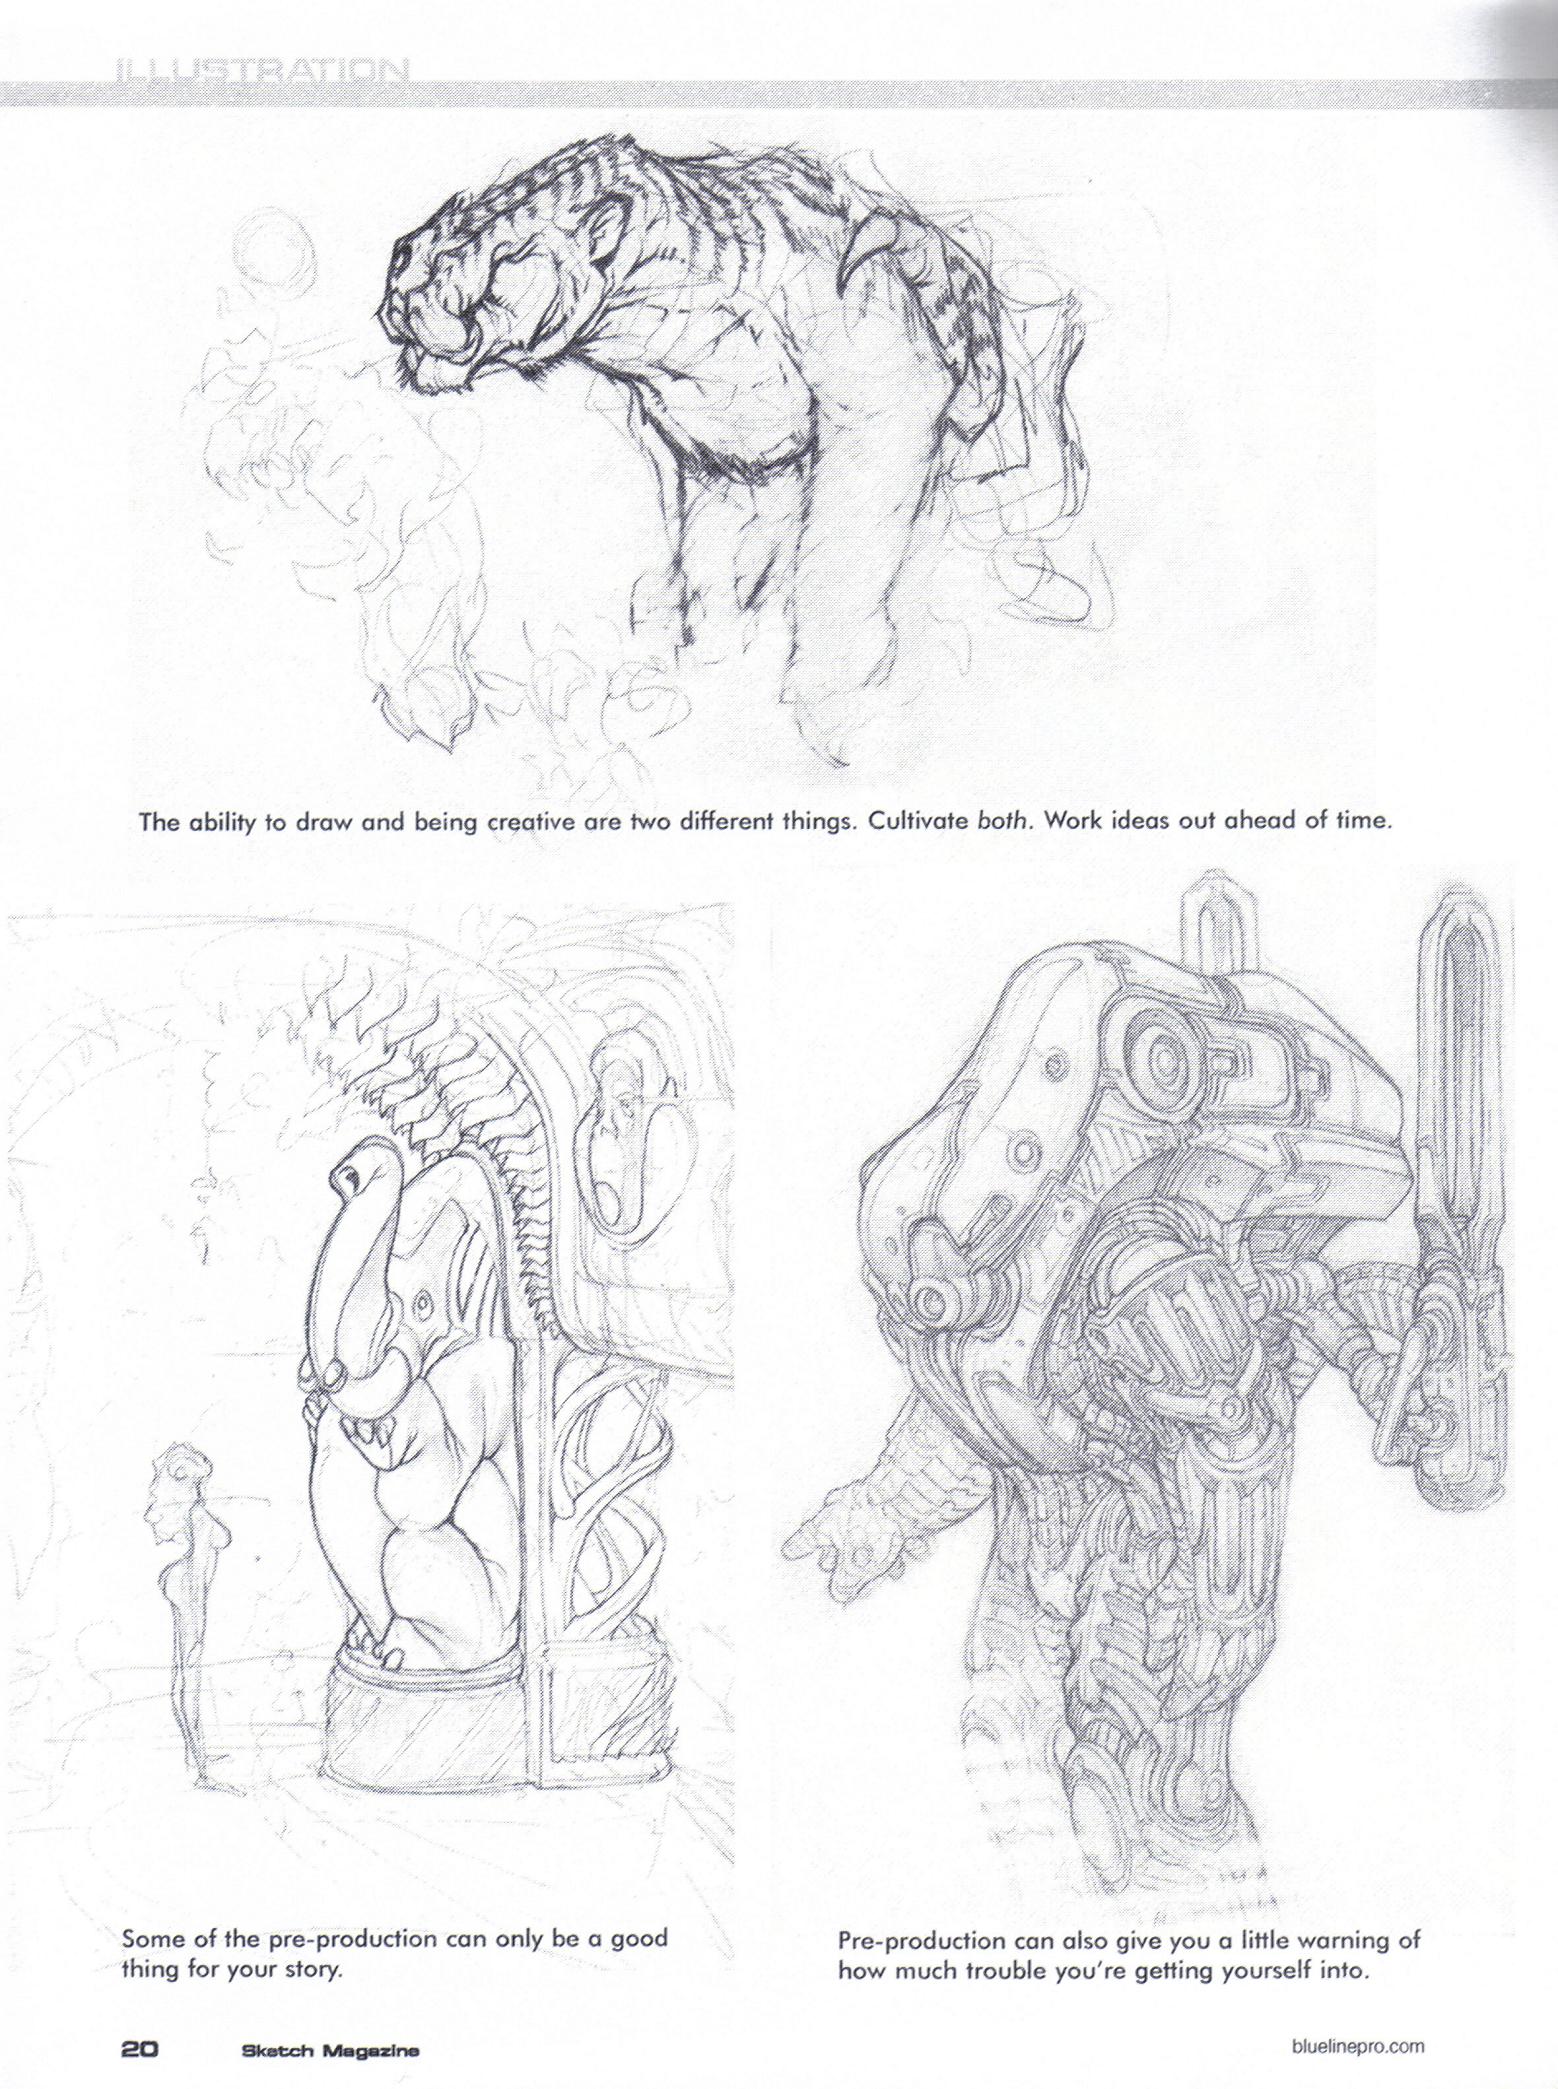 ILLUSTRATION
The ability to draw and being creative are two different things. Cultivate both. Work ideas out ahead of time.
Some of the pre-production can only be a good
thing for your story.
Pre-production can also give you a little warning of
how much trouble you're getting yourself into.
20 Sketch Magazine blueline​pro.com